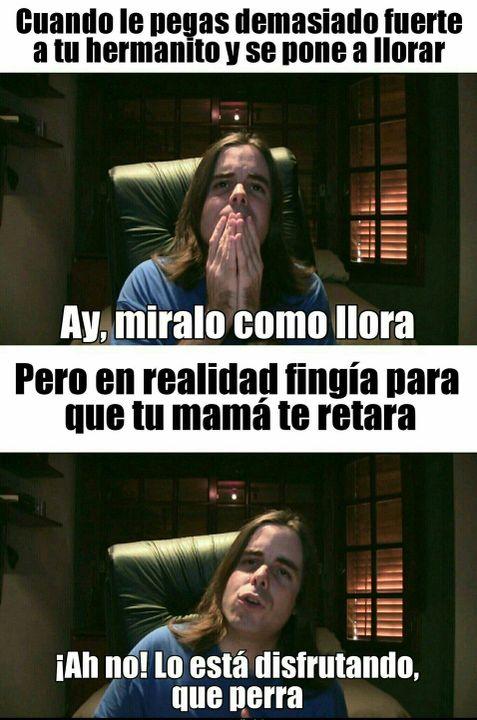 Cuando le pegas demasiado fuerte
a tu hermanito y se pone a llorar
Ay, miralo como llora
Pero en realidad fingía para
que tu mamá te retara
¡Ah no! Lo está disfrutando,
que perra